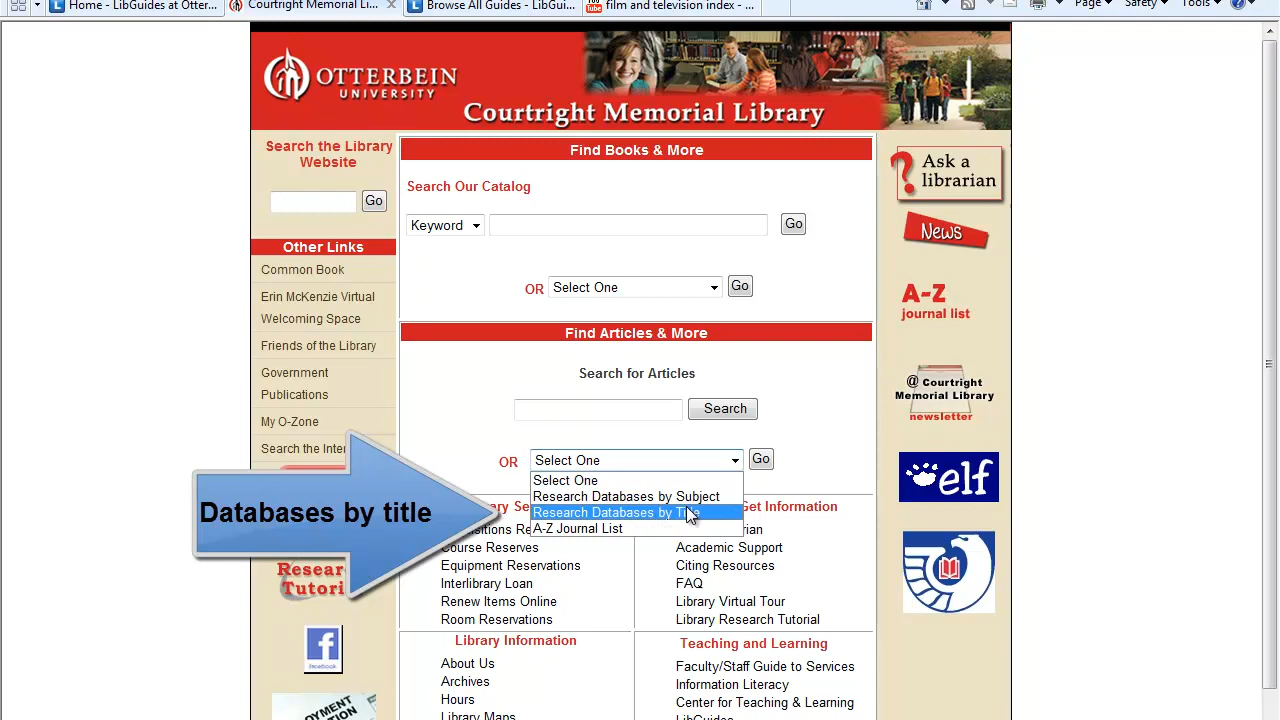 Home - LibGuides at Otter...
Courtright Memorial Li...
Browse All Guides - LibGui...
film and television index - ...
Page
Safety
Tools
OTTERBEIN
UNIVERSITY
Courtright Memorial Library
Search the Library
Website
Go
Other Links
Common Book
Erin McKenzie Virtual
Welcoming Space
Friends of the Library
Government
Publications
My O-Zone
Search the Inter
Databases by title
Resear
Tutori
facebook
Find Books & More
Search Our Catalog
Keyword
Go
OR Select One Go
Find Articles & More
Search for Articles
Search
OR Select One Go
Select One
Research Databases by Subject
Research Databases by Title
A-Z Journal List
Course Reserves
Equipment Reservations
Interlibrary Loan
Renew Items Online
Room Reservations
Get Information
Academic Support
Citing Resources
FAQ
Library Virtual Tour
Library Research Tutorial
Library Information
About Us
Archives
Hours
Library Maps
Teaching and Learning
Faculty/Staff Guide to Services
Information Literacy
Center for Teaching & Learning
LibGuides
? Ask a
librarian
News
A-Z
journal list
@ Courtright
Memorial Library
newsletter
elf